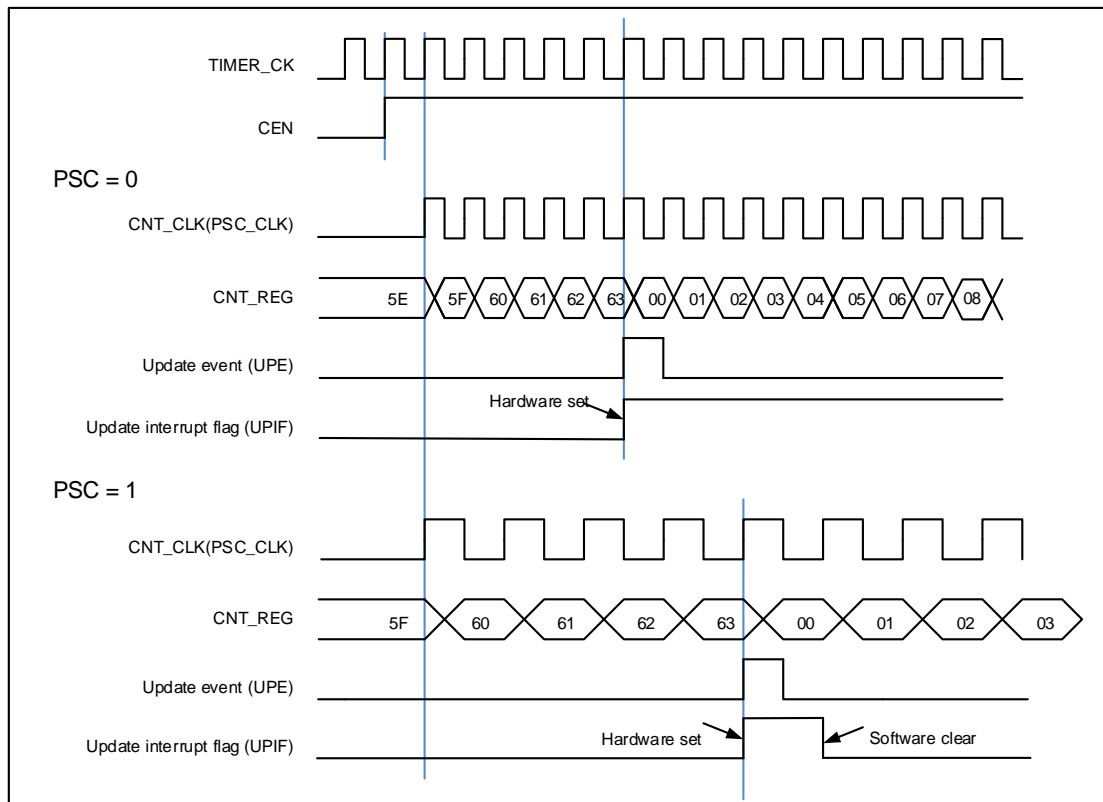 TIMER_CK
CEN
PSC = 0
CNT_CLK(PSC_CLK)
CNT_REG 5E 5F 60 61 62 63 00 01 02 03 04 05 06 07 08
Update event (UPE)
Hardware set
Update interrupt flag (UPIF)
PSC = 1
CNT_CLK(PSC_CLK)
CNT_REG 5F 60 61 62 63 00 01 02 03
Update event (UPE)
Update interrupt flag (UPIF) Hardware set Software clear